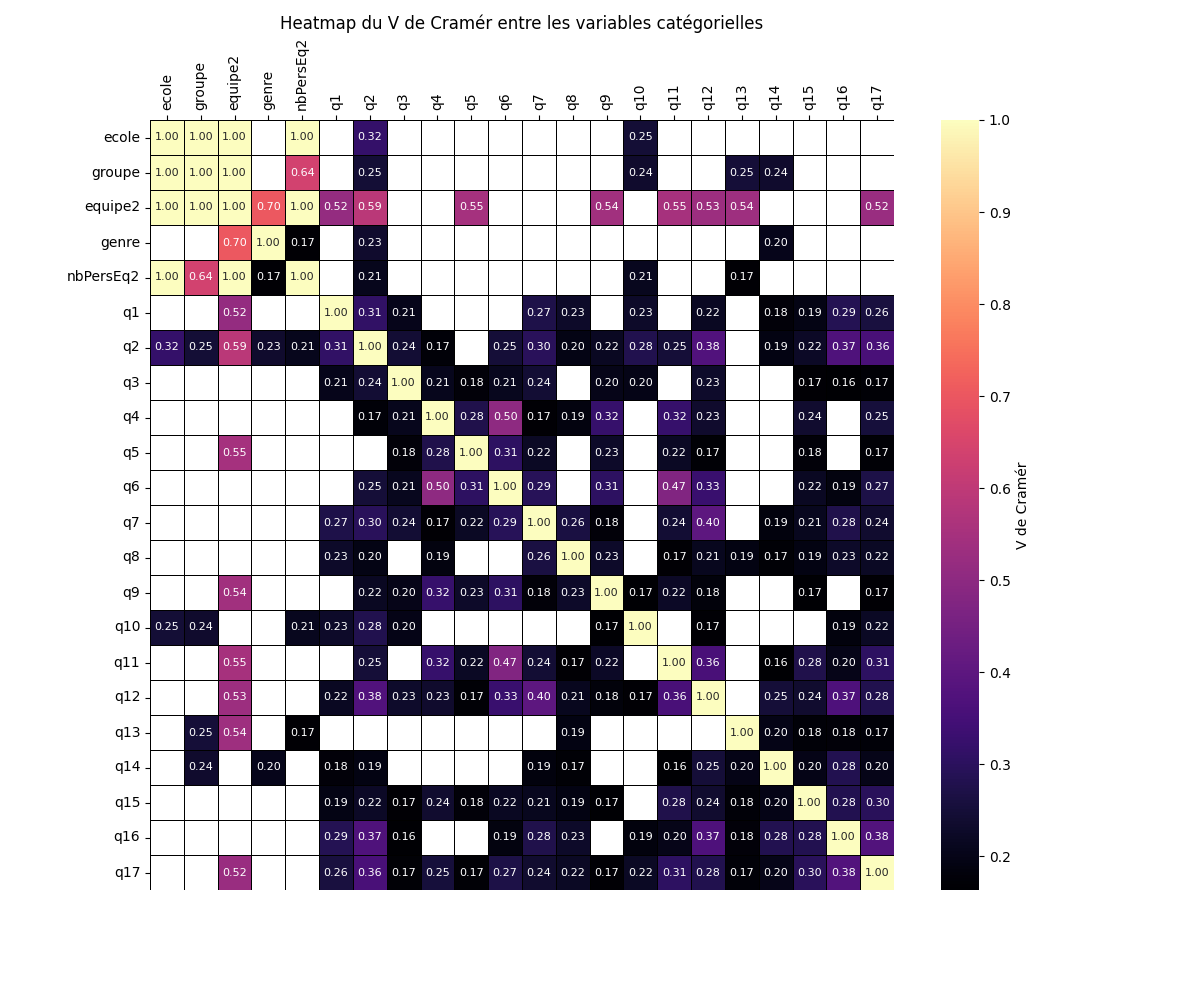 Heatmap du V de Cramér entre les variables catégorielles
ecole groupe equipe2 genre nbPersEq2 q1 q2 q3 q4 q5 q6 q7 q8 q9 q10 q11 q12 q13 q14 q15 q16 q17
ecole 1.00 1.00 1.00 1.00 0.32 0.25
groupe 1.00 1.00 1.00 0.64 0.25 0.24 0.25 0.24
equipe2 1.00 1.00 1.00 0.70 1.00 0.52 0.59 0.55 0.54 0.55 0.53 0.54 0.52
genre 0.70 1.00 0.17 0.23 0.20
nbPersEq2 1.00 0.64 1.00 0.17 1.00 0.21 0.21 0.17
q1 0.52 1.00 0.31 0.21 0.27 0.23 0.23 0.22 0.18 0.19 0.29 0.26
q2 0.32 0.25 0.59 0.23 0.21 0.31 1.00 0.24 0.17 0.25 0.30 0.20 0.22 0.28 0.25 0.38 0.19 0.22 0.37 0.36
q3 0.21 0.24 1.00 0.21 0.18 0.21 0.24 0.20 0.20 0.23 0.17 0.16 0.17
q4 0.17 0.21 1.00 0.28 0.50 0.17 0.19 0.32 0.32 0.23 0.24 0.25
q5 0.55 0.18 0.28 1.00 0.31 0.22 0.23 0.22 0.17 0.18 0.17
q6 0.25 0.21 0.50 0.31 1.00 0.29 0.31 0.47 0.33 0.22 0.19 0.27
q7 0.27 0.30 0.24 0.17 0.22 0.29 1.00 0.26 0.18 0.24 0.40 0.19 0.21 0.28 0.24
q8 0.23 0.20 0.19 0.26 1.00 0.23 0.17 0.21 0.19 0.17 0.19 0.23 0.22
q9 0.54 0.22 0.20 0.32 0.23 0.31 0.18 0.23 1.00 0.17 0.22 0.18 0.17 0.17
q10 0.25 0.24 0.21 0.23 0.28 0.20 0.17 1.00 0.17 0.19 0.22
q11 0.55 0.25 0.32 0.22 0.47 0.24 0.17 0.22 1.00 0.36 0.16 0.28 0.20 0.31
q12 0.53 0.22 0.38 0.23 0.23 0.17 0.33 0.40 0.21 0.18 0.17 0.36 1.00 0.25 0.24 0.37 0.28
q13 0.25 0.54 0.17 0.19 1.00 0.20 0.18 0.18 0.17
q14 0.24 0.20 0.18 0.19 0.19 0.17 0.16 0.25 0.20 1.00 0.20 0.28 0.20
q15 0.19 0.22 0.17 0.24 0.18 0.22 0.21 0.19 0.17 0.28 0.24 0.18 0.20 1.00 0.28 0.30
q16 0.29 0.37 0.16 0.19 0.28 0.23 0.19 0.20 0.37 0.18 0.28 0.28 1.00 0.38
q17 0.52 0.26 0.36 0.17 0.25 0.17 0.27 0.24 0.22 0.17 0.22 0.31 0.28 0.17 0.20 0.30 0.38 1.00
1.0
0.9
0.8
0.7
0.6
0.5
0.4
0.3
0.2
V de Cramér